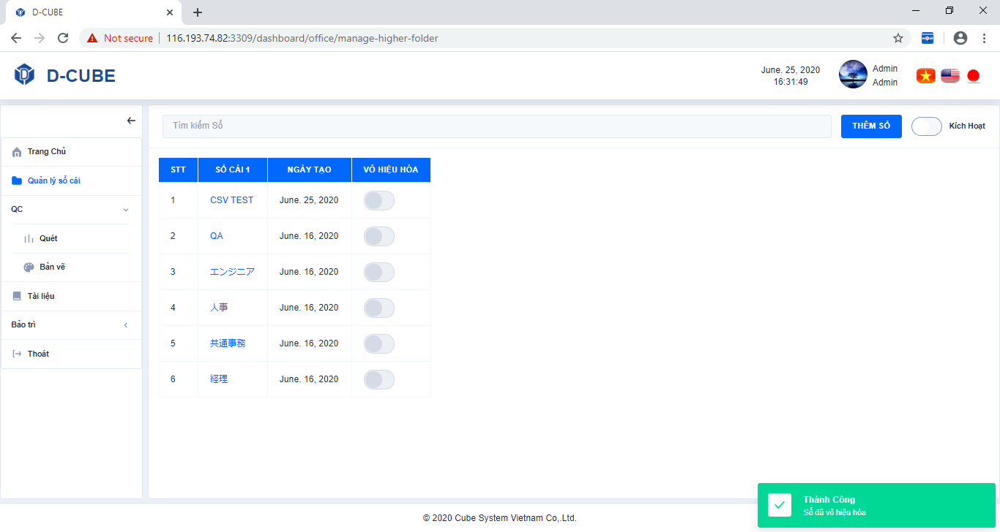 D-CUBE
Not secure 116.193.74.82:3309/dashboard/office/manage-higher-folder
D-CUBE
June. 25, 2020
16:31:49
Admin
Admin
Trang Chủ
Quản lý sổ cái
QC
Quét
Bản vẽ
Tài liệu
Bảo trì
Thoát
Tìm kiếm Sổ
THÊM SỔ
Kích Hoạt
STT SỔ CÁI 1 NGÀY TẠO VÔ HIỆU HÓA
1 CSV TEST June. 25, 2020
2 QA June. 16, 2020
3 エンジニア June. 16, 2020
4 人事 June. 16, 2020
5 共通事務 June. 16, 2020
6 経理 June. 16, 2020
Thành Công
Sổ đã vô hiệu hóa
© 2020 Cube System Vietnam Co,.Ltd.